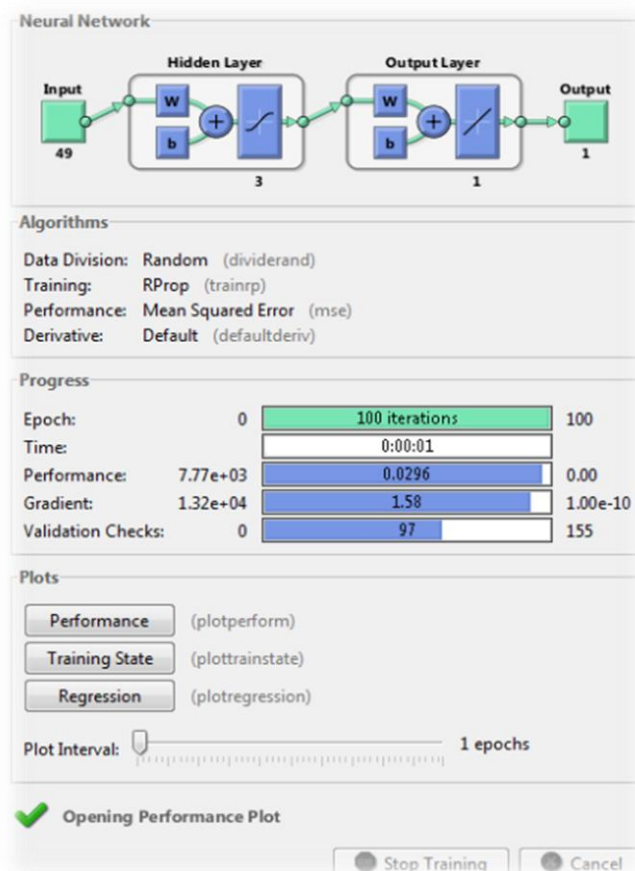 Neural Network
Hidden Layer
Output Layer
Input
Output
W
b
+
W
b
+
49
3
1
1
Algorithms
Data Division: Random (dividerand)
Training: RProp (trainrp)
Performance: Mean Squared Error (mse)
Derivative: Default (defaultderiv)
Progress
Epoch: 0 100 iterations 100
Time: 0:00:01
Performance: 7.77e+03 0.0296 0.00
Gradient: 1.32e+04 1.58 1.00e-10
Validation Checks: 0 97 155
Plots
Performance (plotperform)
Training State (plottrainstate)
Regression (plotregression)
Plot Interval: 1 epochs
Opening Performance Plot
Stop Training Cancel